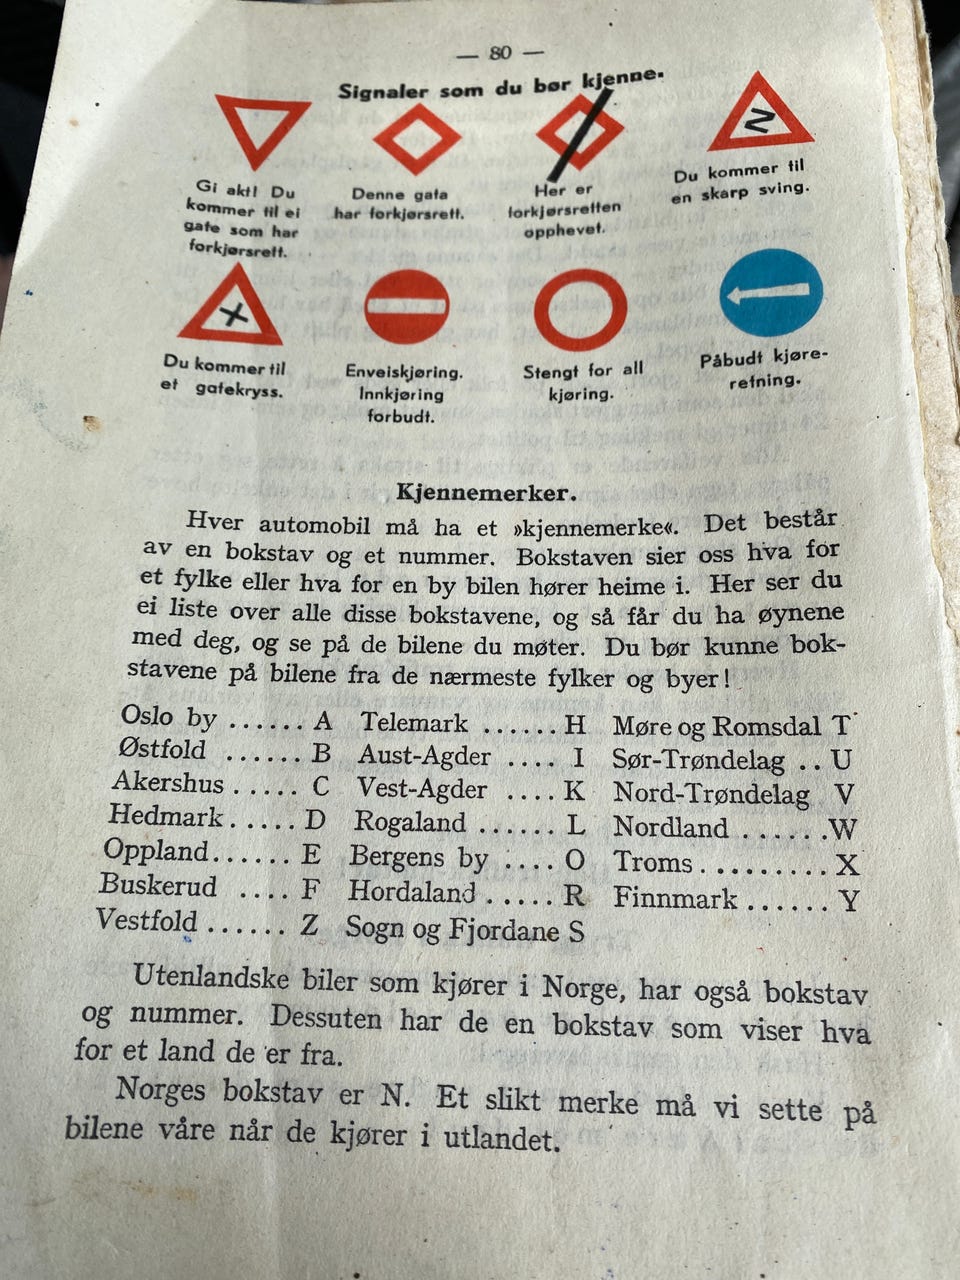 — 80 —
Signaler som du bør kjenne.
Gi akt! Du
kommer til ei
gate som har
forkjørsrett.
Denne gata
har forkjørsrett.
Her er
forkjørsretten
opphevet.
Du kommer til
en skarp sving.
Du kommer til
et gatekryss.
Enveiskjøring.
Innkjøring
forbudt.
Stengt for all
kjøring.
Påbudt kjøre-
retning.
Kjennemerker.
Hver automobil må ha et »kjennemerke«. Det består
av en bokstav og et nummer. Bokstaven sier oss hva for
et fylke eller hva for en by bilen hører heime i. Her ser du
ei liste over alle disse bokstavene, og så får du ha øynene
med deg, og se på de bilene du møter. Du bør kunne bok-
stavene på bilene fra de nærmeste fylker og byer!
Oslo by ...... A Telemark ...... H Møre og Romsdal T
Østfold ...... B Aust-Agder .... I Sør-Trøndelag .. U
Akershus ..... C Vest-Agder .... K Nord-Trøndelag V
Hedmark ..... D Rogaland ...... L Nordland ...... W
Oppland ...... E Bergens by .... O Troms ......... X
Buskerud .... F Hordaland ..... R Finnmark ...... Y
Vestfold ...... Z Sogn og Fjordane S
Utenlandske biler som kjører i Norge, har også bokstav
og nummer. Dessuten har de en bokstav som viser hva
for et land de er fra.
Norges bokstav er N. Et slikt merke må vi sette på
bilene våre når de kjører i utlandet.